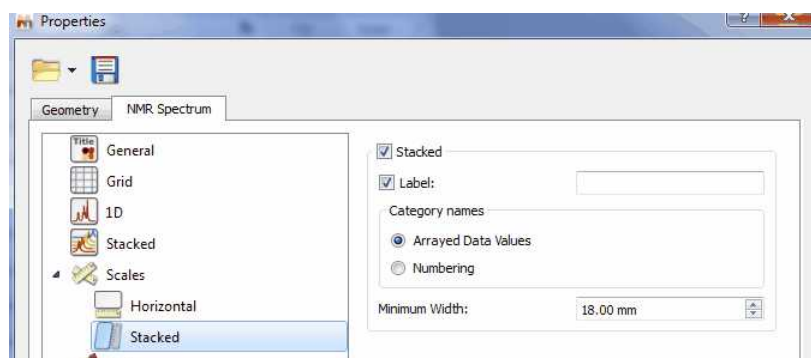 Properties
Geometry
NMR Spectrum
Title
General
Grid
1D
Stacked
Scales
Horizontal
Stacked
Stacked
Label:
Category names
Arrayed Data Values
Numbering
Minimum Width:
18.00 mm